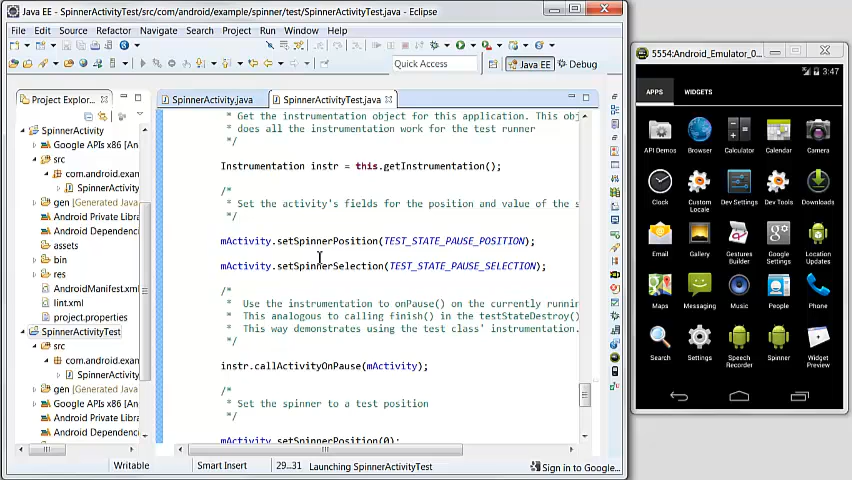 Java EE - SpinnerActivityTest/src/com/android/example/spinner/test/SpinnerActivityTest.java - Eclipse
File Edit Source Refactor Navigate Search Project Run Window Help
Quick Access
Java EE
Debug
Project Explor...
SpinnerActivity
Google APIs [An
src
com.android.exam
SpinnerActivity
gen [Generated Java
Android Private Libra
Android Dependenc
assets
bin
res
AndroidManifest.xml
lint.xml
project.properties
SpinnerActivityTest
src
com.android.exam
SpinnerActivity
gen [Generated Java
Google APIs [An
Android Private Libra
Android Dependenc
SpinnerActivity.java
SpinnerActivityTest.java
* Get the instrumentation object for this application. This obj
* does all the instrumentation work for the test runner
*/
Instrumentation instr = this.getInstrumentation();
/*
* Set the activity's fields for the position and value of the s
*/
mActivity.setSpinnerPosition(TEST_STATE_PAUSE_POSITION);
mActivity.setSpinnerSelection(TEST_STATE_PAUSE_SELECTION);
/*
*  Use the instrumentation to onPause() on the currently runnin
*  This analogous to calling finish() in the testStateDestroy()
*  This way demonstrates using the test class' instrumentation.
*/
instr.callActivityOnPause(mActivity);
/*
* Set the spinner to a test position
*/
mActivity.setSpinnerPosition(0);
Writable
Smart Insert
29...31
Launching SpinnerActivityTest
Sign in to Google...
5554:Android_Emulator_0...
3:47
APPS
WIDGETS
API Demos
Browser
Calculator
Calendar
Camera
Clock
Custom Locale
Dev Settings
Dev Tools
Downloads
Email
Gallery
Gestures Builder
Google Settings
Location Updates
Maps
Messaging
Music
People
Phone
Search
Settings
Speech Recorder
Spinner
Widget Preview